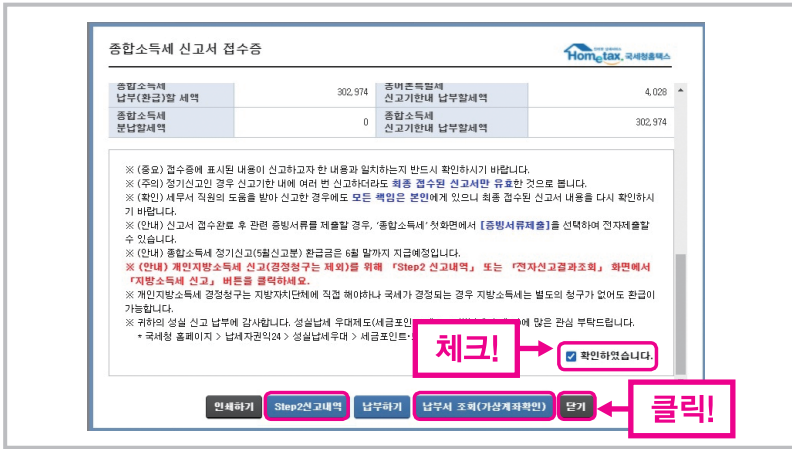 종합소득세 신고서 접수증
Hometax. 국세청홈택스
종합소득세 납부(환급)할 세액 302,974 농어촌특별세 신고기한내 납부할세액 4,028
종합소득세 분납할세액 0 종합소득세 신고기한내 납부할세액 302,974
※ (중요) 접수증에 표시된 내용이 신고하고자 한 내용과 일치하는지 반드시 확인하시기 바랍니다.
※ (주의) 정기신고인 경우 신고기한 내에 여러 번 신고하더라도 최종 접수된 신고서만 유효한 것으로 봅니다.
※ (확인) 세무서 직원의 도움을 받아 신고한 경우에도 모든 책임은 본인에게 있으니 최종 접수된 신고서 내용을 다시 확인하시
기 바랍니다.
※ (안내) 신고서 접수완료 후 관련 증빙서류를 제출할 경우, '종합소득세' 첫화면에서 [증빙서류제출]을 선택하여 전자제출할
수 있습니다.
※ (안내) 종합소득세 정기신고(5월신고분) 환급금은 6월 말까지 지급예정입니다.
※ (안내) 개인지방소득세 신고(경정청구는 제외)를 위해 「Step2 신고내역」 또는 「전자신고결과조회」 화면에서
「지방소득세 신고」 버튼을 클릭하세요.
※ 개인지방소득세 경정청구는 지방자치단체에 직접 해야하나 국세가 경정되는 경우 지방소득세는 별도의 청구가 없어도 환급이
가능합니다.
※ 귀하의 성실 신고 납부에 감사합니다. 성실납세 우대제도(세금포인 에 많은 관심 부탁드립니다.
* 국세청 홈페이지 > 납세자권익24 > 성실납세우대 > 세금포인트·
체크!
확인하였습니다.
인쇄하기 Step2신고내역 납부하기 납부서 조회(가상계좌확인) 닫기
클릭!